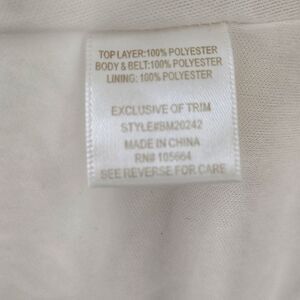 TOP LAYER:100% POLYESTER
BODY & BELT:100% POLYESTER
LINING: 100% POLYESTER
EXCLUSIVE OF TRIM
STYLE#BM20242
MADE IN CHINA
RN# 105664
SEE REVERSE FOR CARE